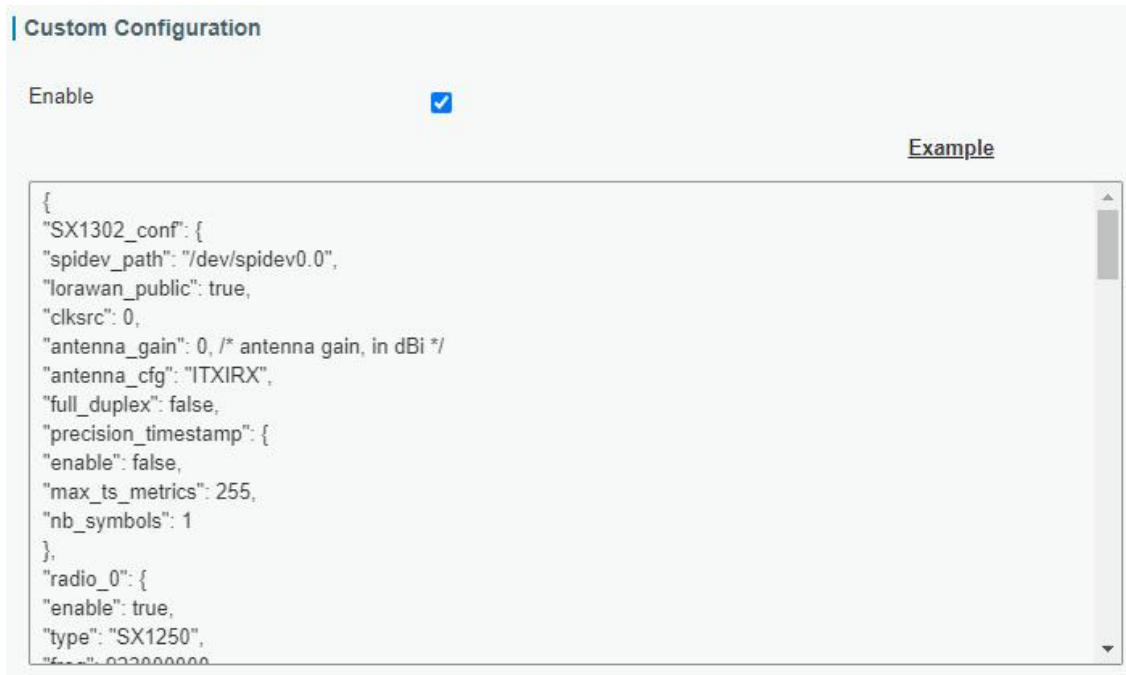 Custom Configuration
Enable
Example
{
"SX1302_conf": {
"spidev_path": "/dev/spidev0.0",
"lorawan_public": true,
"clksrc": 0,
"antenna_gain": 0, /* antenna gain, in dBi */
"antenna_cfg": "ITXIRX",
"full_duplex": false,
"precision_timestamp": {
"enable": false,
"max_ts_metrics": 255,
"nb_symbols": 1
},
"radio_0": {
"enable": true,
"type": "SX1250",